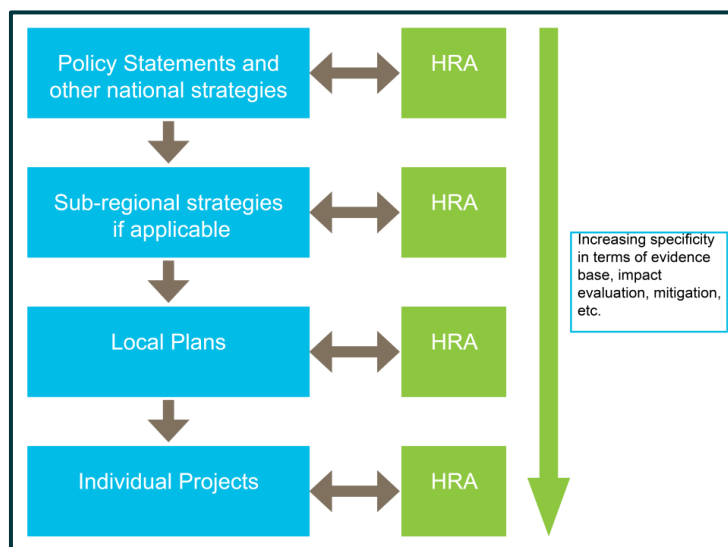 Policy Statements and
other national strategies
HRA
Sub-regional strategies
if applicable
HRA
Increasing specificity
in terms of evidence
base, impact
evaluation, mitigation,
etc.
Local Plans
HRA
Individual Projects
HRA